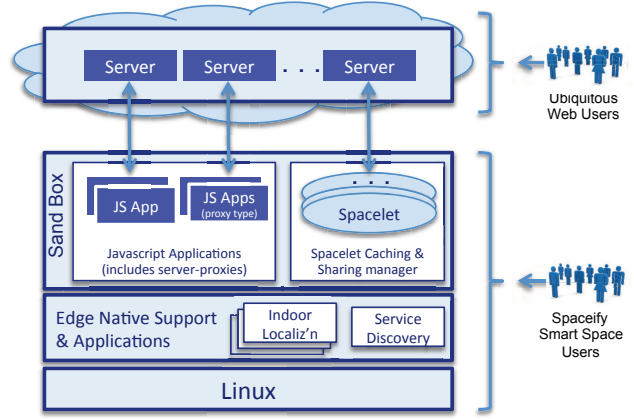 Server
Server
. . .
Server
Ubiquitous
Web Users
Sand Box
JS App
JS Apps
(proxy type)
Javascript Applications
(includes server-proxies)
. . .
Spacelet
Spacelet Caching &
Sharing manager
Edge Native Support
& Applications
Indoor
Localiz'n
Service
Discovery
Spaceify
Smart Space
Users
Linux